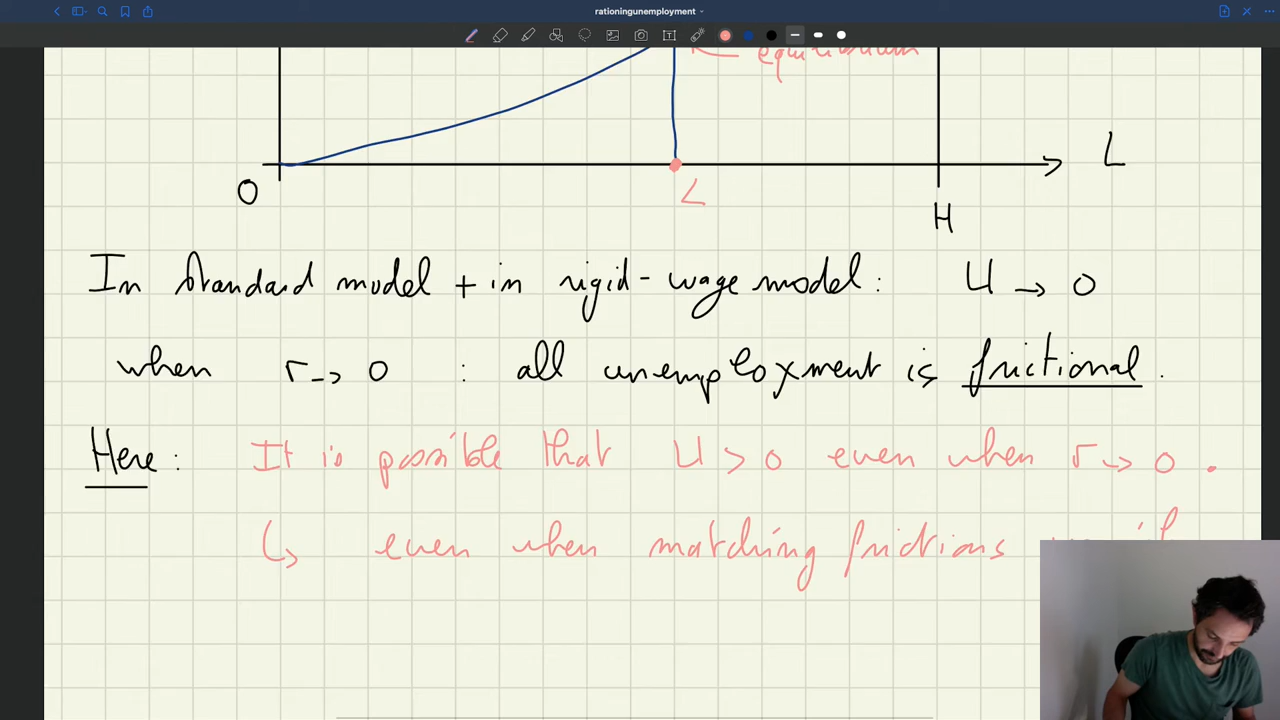 rationingunemployment
equilibrium
L
O
L
H
In standard model + in rigid-wage model: U → 0
when r → 0 : all unemployment is frictional.
Here: It is possible that U > 0 even when r → 0.
↳ even when matching frictions